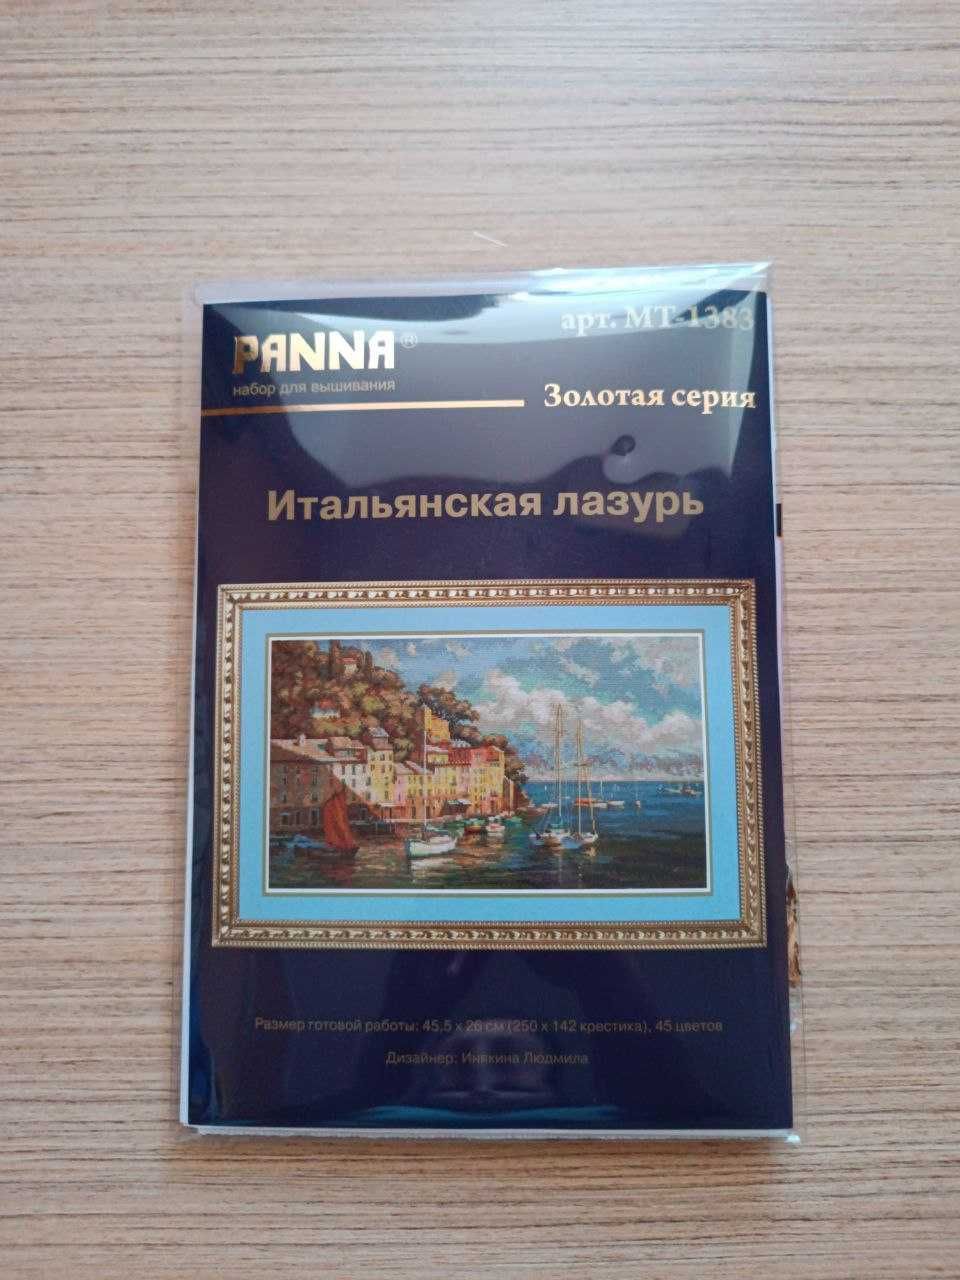 арт. МТ-1383
PANNA®
набор для вышивания
Золотая серия
Итальянская лазурь
Размер готовой работы: 45,5 х 26 см (250 х 142 крестика), 45 цветов
Дизайнер: Инякина Людмила